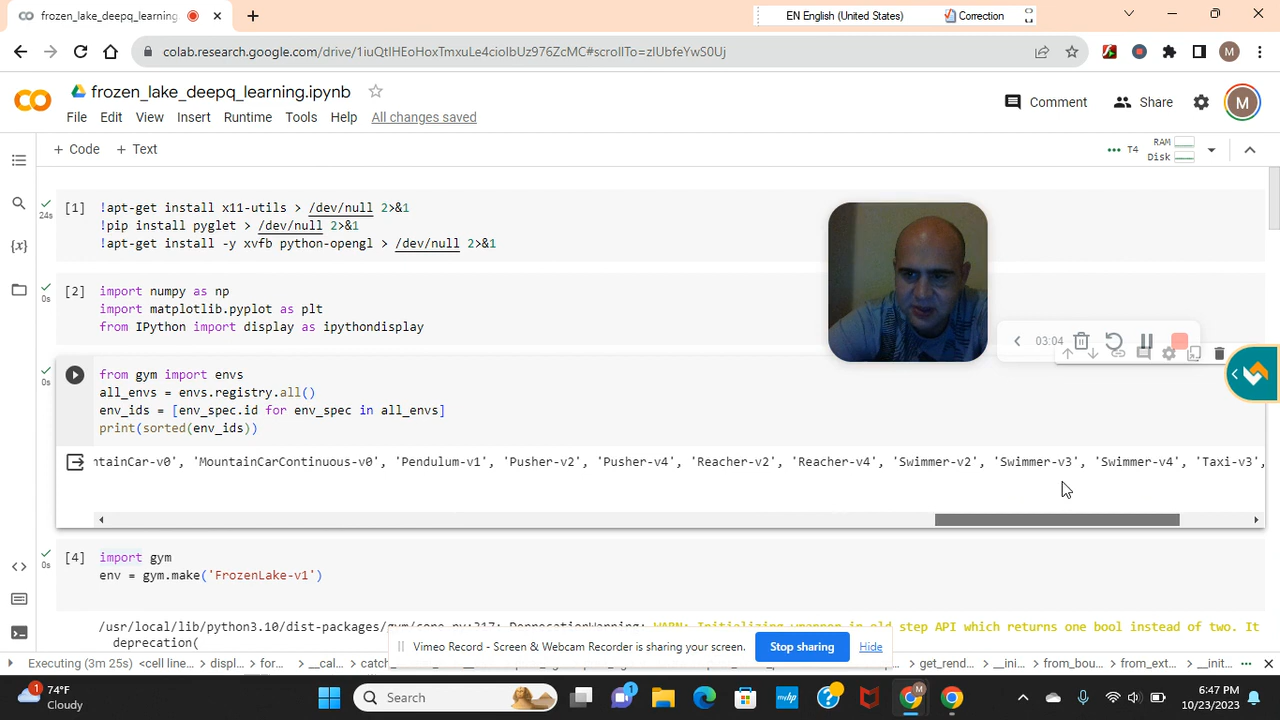 frozen_lake_deepq_learning
EN English (United States)
Correction
colab.research.google.com/drive/1iuQtIHEoHoxTmxuLe4cioIbUz976ZcMC#scrollTo=zIUbfeYwS0Uj
M
frozen_lake_deepq_learning.ipynb
Comment
Share
M
File Edit View Insert Runtime Tools Help All changes saved
+ Code + Text
T4
RAM
Disk
[1] !apt-get install x11-utils > /dev/null 2>&1
24s
!pip install pyglet > /dev/null 2>&1
!apt-get install -y xvfb python-opengl > /dev/null 2>&1
[2] import numpy as np
0s
import matplotlib.pyplot as plt
from IPython import display as ipythondisplay
03:04
from gym import envs
0s
all_envs = envs.registry.all()
env_ids = [env_spec.id for env_spec in all_envs]
print(sorted(env_ids))
ntainCar-v0', 'MountainCarContinuous-v0', 'Pendulum-v1', 'Pusher-v2', 'Pusher-v4', 'Reacher-v2', 'Reacher-v4', 'Swimmer-v2', 'Swimmer-v3', 'Swimmer-v4', 'Taxi-v3',
[4] import gym
0s
env = gym.make('FrozenLake-v1')
/usr/local/lib/python3.10/dist-packages/gym/core.py:317: DeprecationWarning: WARN: Initializing wrapper in old step API which returns one bool instead of two. It
deprecation(
Vimeo Record - Screen & Webcam Recorder is sharing your screen. Stop sharing Hide
Executing (3m 25s) <cell line... displ... for... __cal... catch_ get_rend... __ini... from_bou... from_ext... __init...
1
74°F
Cloudy
Search
1
6:47 PM
10/23/2023